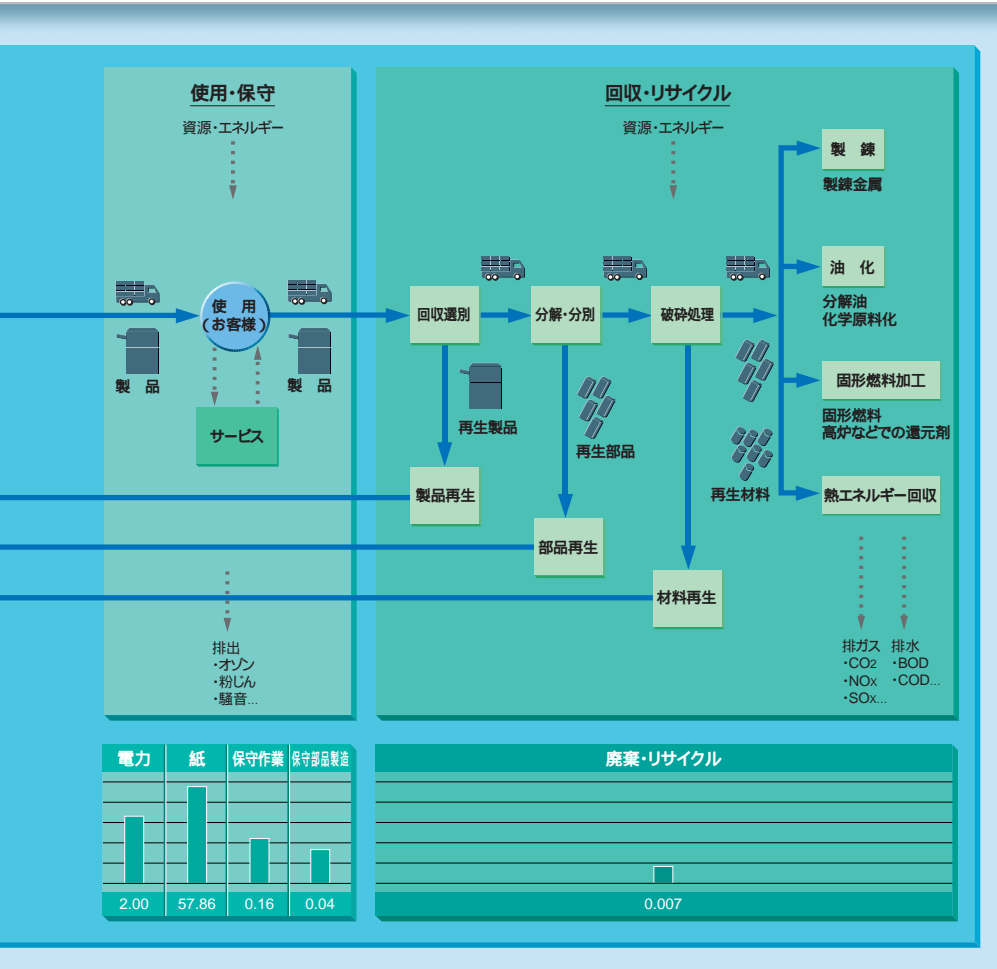 使用・保守
資源・エネルギー
使　用
(お客様)
製　品
製　品
サービス
排出
・オゾン
・粉じん
・騒音...
回収・リサイクル
資源・エネルギー
回収選別
分解・分別
破砕処理
再生製品
再生部品
再生材料
製品再生
部品再生
材料再生
製　錬
製錬金属
油　化
分解油
化学原料化
固形燃料加工
固形燃料
高炉などでの還元剤
熱エネルギー回収
排ガス
・CO2
・NOX
・SOX...
排水
・BOD
・COD...
電力
紙
保守作業
保守部品製造
2.00
57.86
0.16
0.04
廃棄・リサイクル
0.007